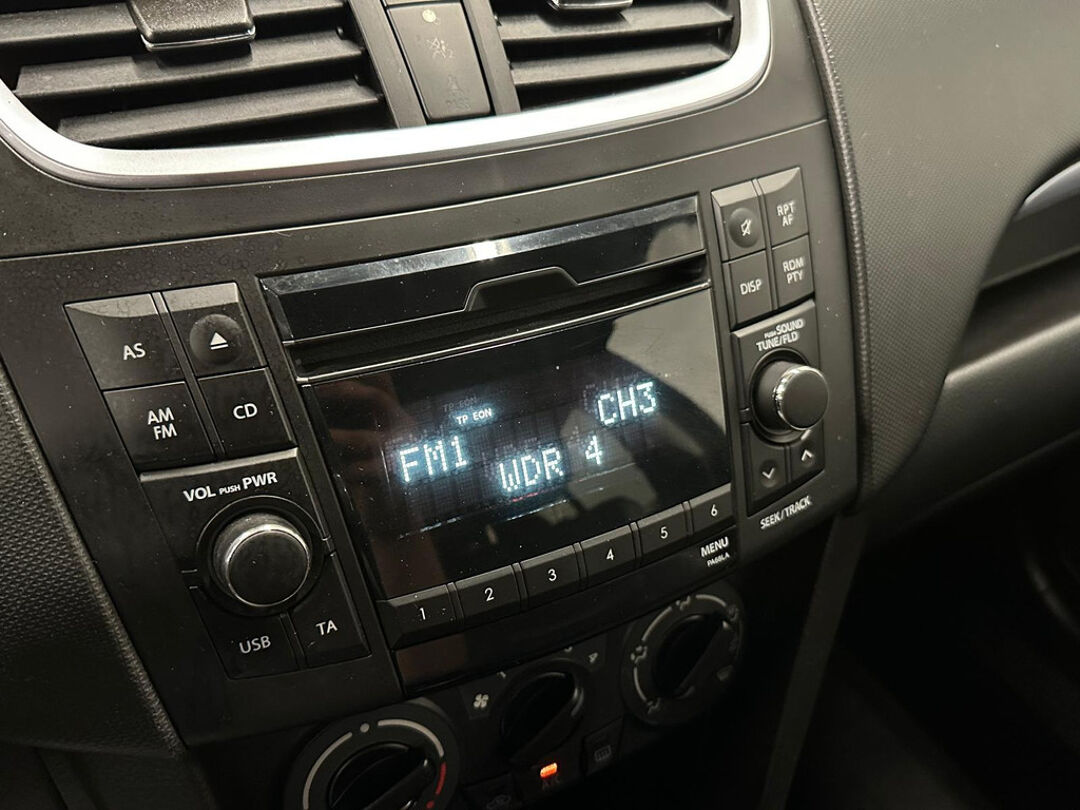 RPT
AF
DISP
RDM
PTY
AS
AM
FM
CD
PUSH SOUND
TUNE/FLD
TP EON
CH3
FM1
WDR 4
VOL PUSH PWR
1 2 3 4 5 6
SEEK/TRACK
MENU
PA66LA
USB
TA
A/C